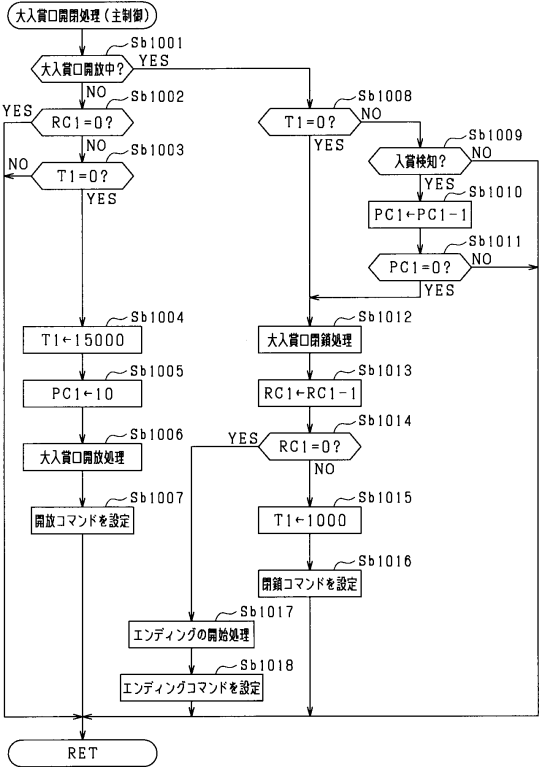 大入賞口開閉処理(主制御)
Sb1001
大入賞口開放中?
YES
NO
Sb1002
YES
RC1=0?
NO
Sb1003
NO
T1=0?
YES
Sb1004
T1←15000
Sb1005
PC1←10
Sb1006
大入賞口開放処理
Sb1007
開放コマンドを設定
Sb1008
T1=0?
NO
YES
Sb1009
入賞検知?
NO
YES
Sb1010
PC1←PC1-1
Sb1011
PC1=0?
NO
YES
Sb1012
大入賞口閉鎖処理
Sb1013
RC1←RC1-1
Sb1014
YES
RC1=0?
NO
Sb1015
T1←1000
Sb1016
閉鎖コマンドを設定
Sb1017
エンディングの開始処理
Sb1018
エンディングコマンドを設定
RET